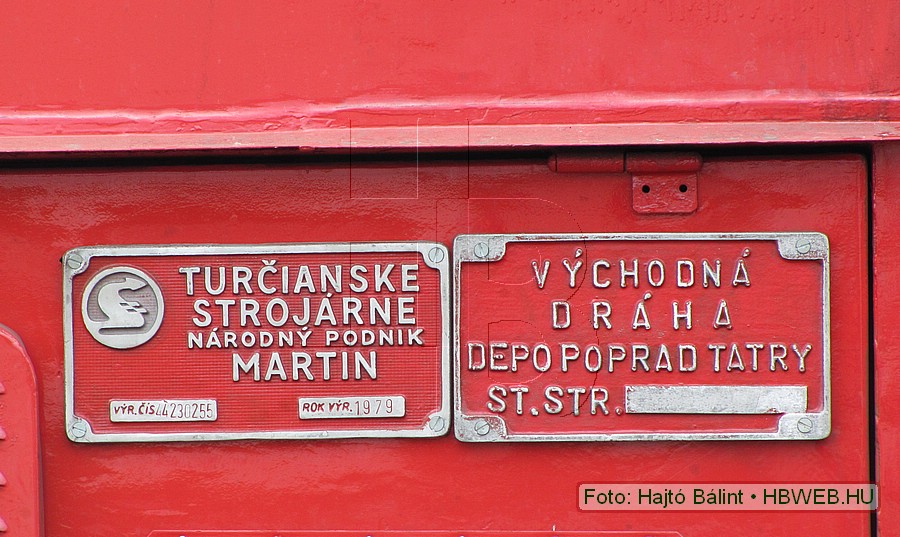 TURČIANSKE
STROJÁRNE
NÁRODNÝ PODNIK
MARTIN
VÝR. ČÍS. 44230255
ROK VÝR. 1979
VÝCHODNÁ
DRÁHA
DEPO POPRAD TATRY
ST. STR.
Foto: Hajtó Bálint • HBWEB.HU